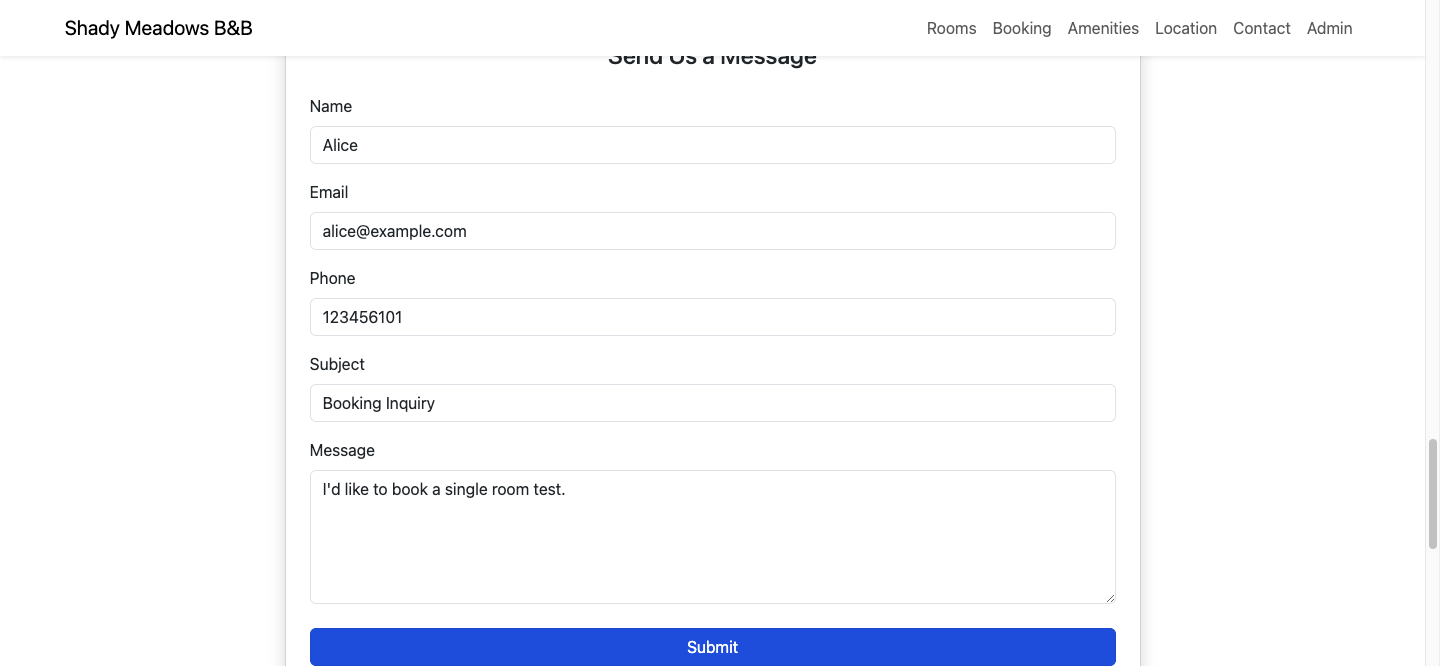 Shady Meadows B&B
Rooms Booking Amenities Location Contact Admin
Send Us a Message
Name
Alice
Email
alice@example.com
Phone
123456101
Subject
Booking Inquiry
Message
I'd like to book a single room test.
Submit